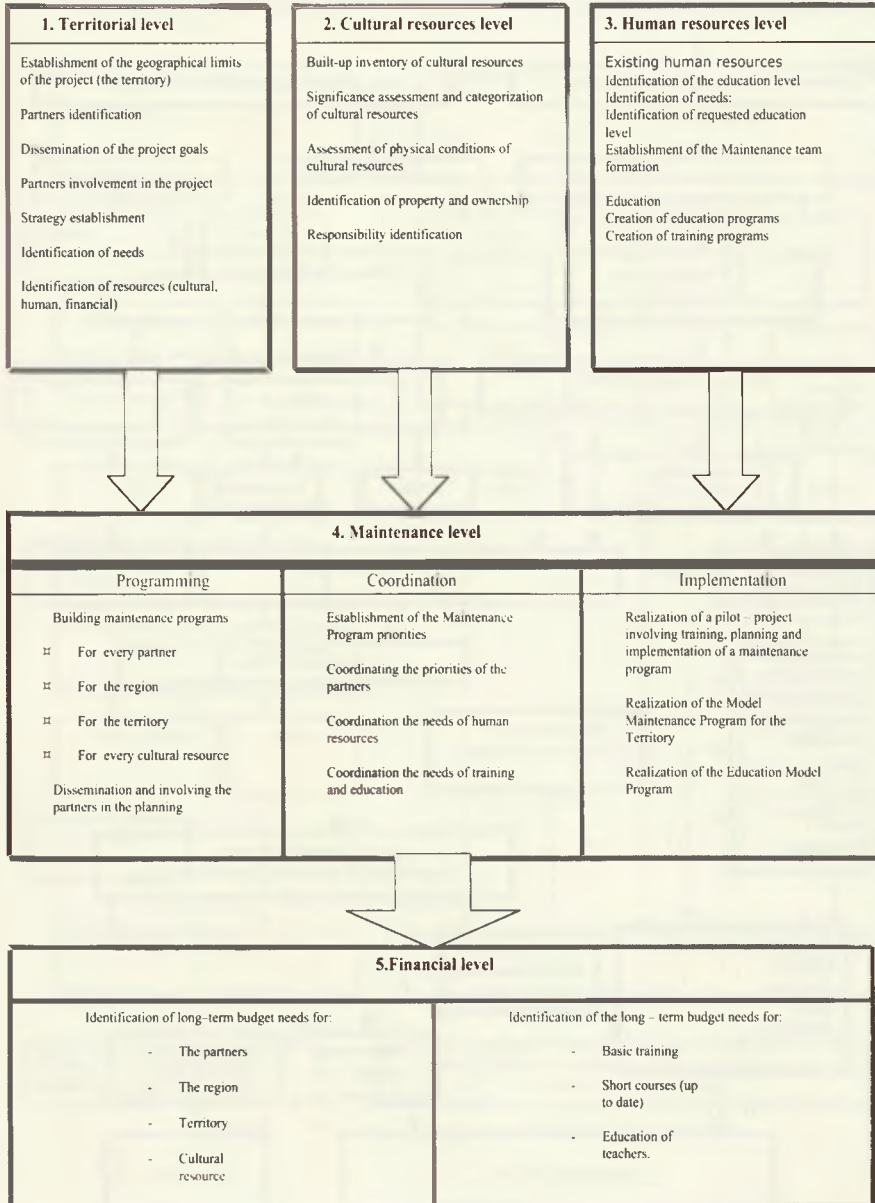 1. Territorial level
Establishment of the geographical limits
of the project (the territory)
Partners identification
Dissemination of the project goals
Partners involvement in the project
Strategy establishment
Identification of needs
Identification of resources (cultural,
human, financial)
2. Cultural resources level
Built-up inventory of cultural resources
Significance assessment and categorization
of cultural resources
Assessment of physical conditions of
cultural resources
Identification of property and ownership
Responsibility identification
3. Human resources level
Existing human resources
Identification of the education level
Identification of needs:
Identification of requested education
level
Establishment of the Maintenance team
formation
Education
Creation of education programs
Creation of training programs
4. Maintenance level
Programming
Building maintenance programs
¤ For every partner
¤ For the region
¤ For the territory
¤ For every cultural resource
Dissemination and involving the
partners in the planning
Coordination
Establishment of the Maintenance
Program priorities
Coordinating the priorities of the
partners
Coordination the needs of human
resources
Coordination the needs of training
and education
Implementation
Realization of a pilot – project
involving training, planning and
implementation of a maintenance
program
Realization of the Model
Maintenance Program for the
Territory
Realization of the Education Model
Program
5.Financial level
Identification of long–term budget needs for:
- The partners
- The region
- Territory
- Cultural
resource
Identification of the long – term budget needs for:
- Basic training
- Short courses (up
to date)
- Education of
teachers.